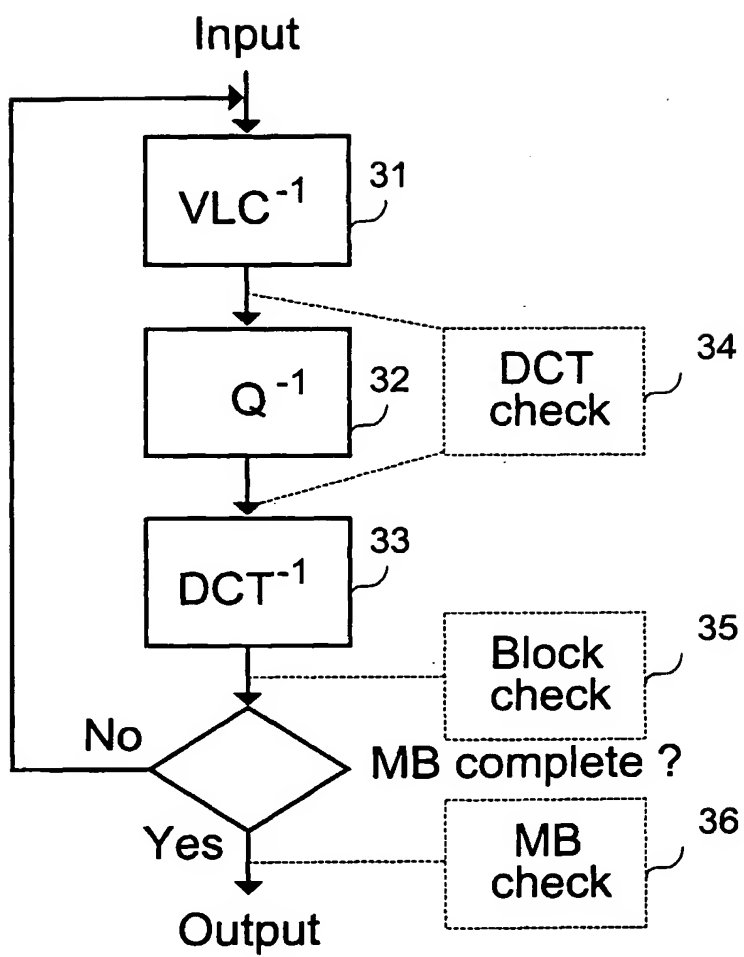 Input
VLC⁻¹
31
Q⁻¹
32
DCT
check
34
DCT⁻¹
33
Block
check
35
No
MB complete ?
Yes
MB
check
36
Output